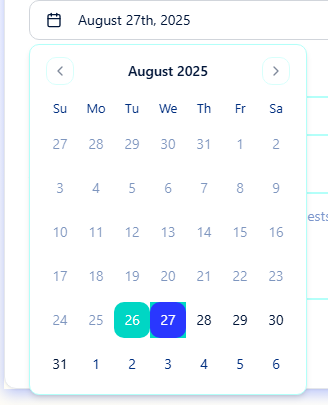 August 27th, 2025
August 2025
Su Mo Tu We Th Fr Sa
27 28 29 30 31 1 2
3 4 5 6 7 8 9
10 11 12 13 14 15 16
ests
17 18 19 20 21 22 23
24 25 26 27 28 29 30
31 1 2 3 4 5 6